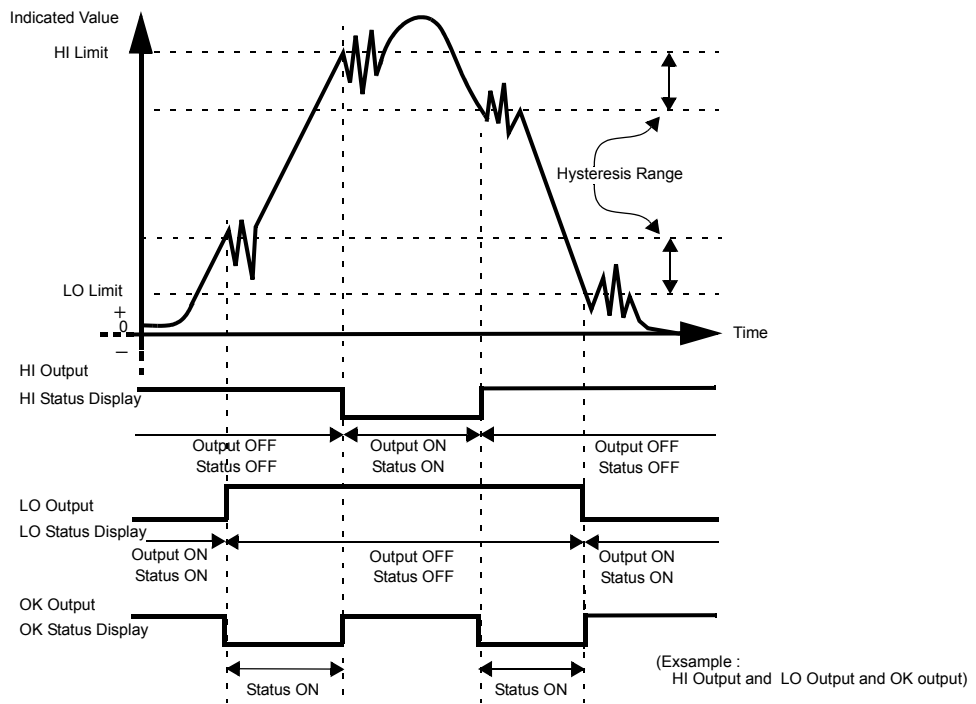 Indicated Value
HI Limit
Hysteresis Range
LO Limit
+
0
−
Time
HI Output
HI Status Display
Output OFF
Status OFF
Output ON
Status ON
Output OFF
Status OFF
LO Output
LO Status Display
Output ON
Status ON
Output OFF
Status OFF
Output ON
Status ON
OK Output
OK Status Display
Status ON
Status ON
(Exsample :
HI Output and LO Output and OK output)